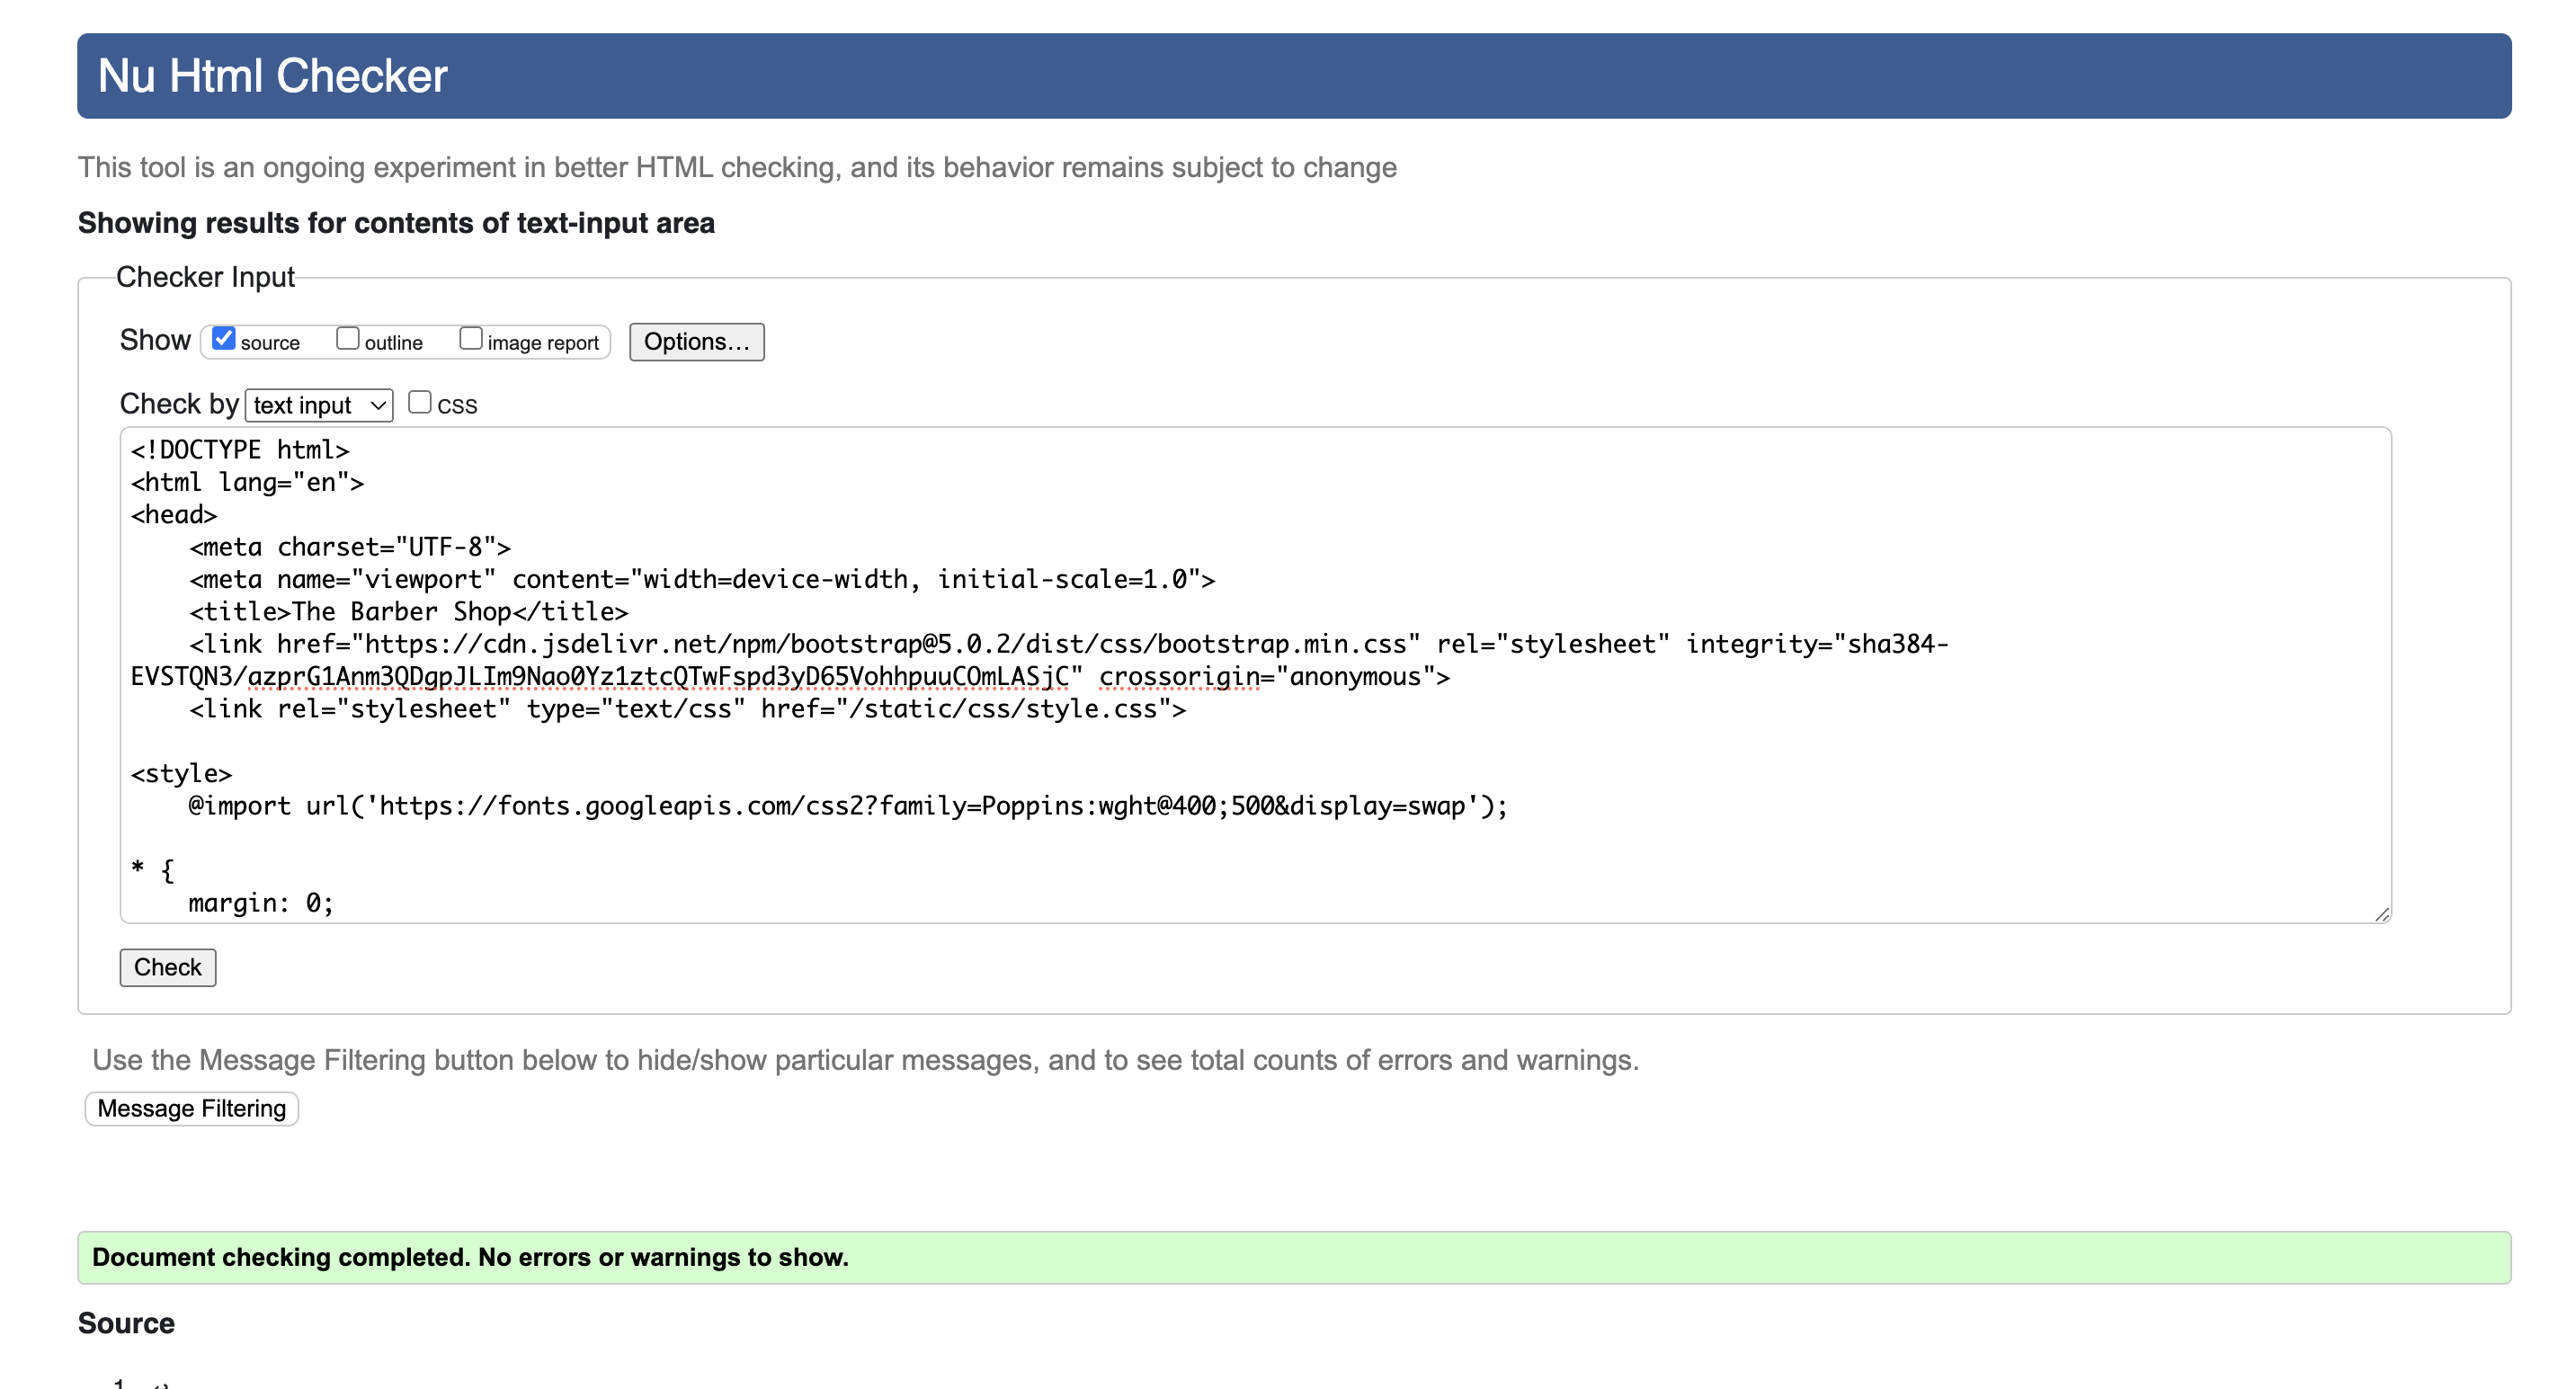 Nu Html Checker
This tool is an ongoing experiment in better HTML checking, and its behavior remains subject to change
Showing results for contents of text-input area
Checker Input
Show source outline image report Options...
Check by text input CSS
<!DOCTYPE html>
<html lang="en">
<head>
    <meta charset="UTF-8">
    <meta name="viewport" content="width=device-width, initial-scale=1.0">
    <title>The Barber Shop</title>
    <link href="https://cdn.jsdelivr.net/npm/bootstrap@5.0.2/dist/css/bootstrap.min.css" rel="stylesheet" integrity="sha384-
EVSTQN3/azprG1Anm3QDgpJLIm9Nao0Yz1ztcQTwFspd3yD65VohhpuuCOmLASjC" crossorigin="anonymous">
    <link rel="stylesheet" type="text/css" href="/static/css/style.css">
<style>
    @import url('https://fonts.googleapis.com/css2?family=Poppins:wght@400;500&display=swap');
* {
    margin: 0;
Check
Use the Message Filtering button below to hide/show particular messages, and to see total counts of errors and warnings.
Message Filtering
Document checking completed. No errors or warnings to show.
Source